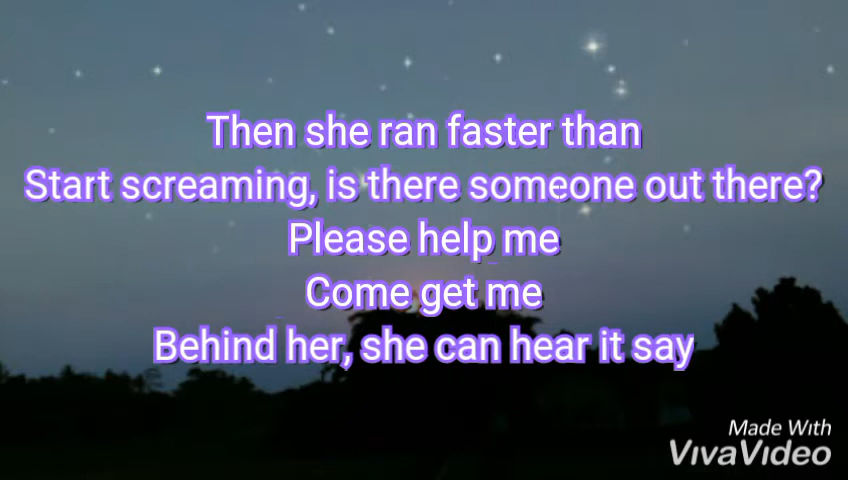 Then she ran faster than
Start screaming, is there someone out there?
Please help me
Come get me
Behind her, she can hear it say
Made With
VivaVideo